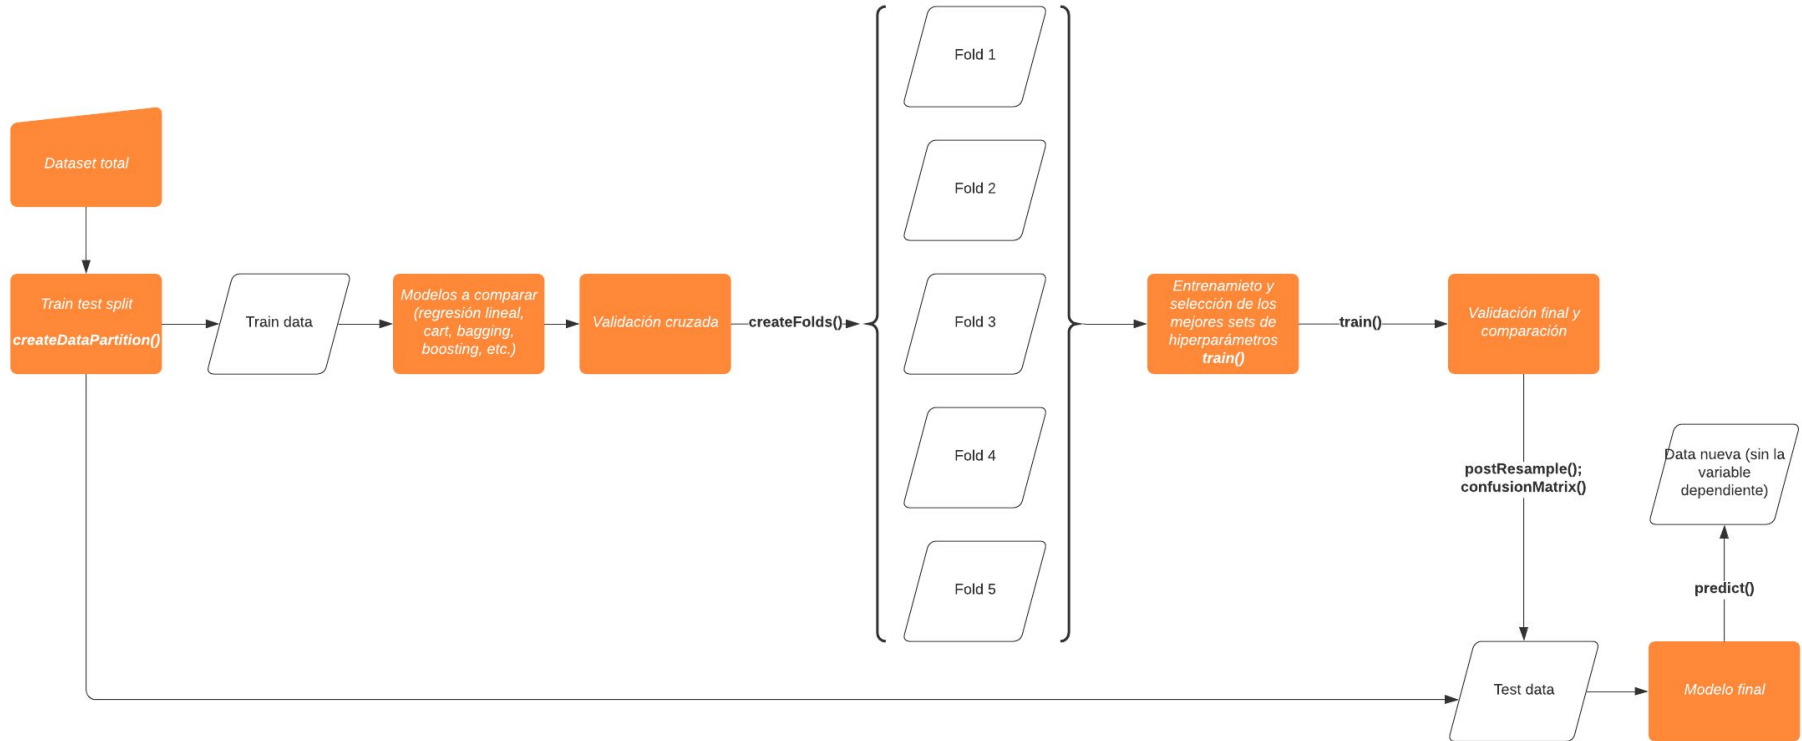 Dataset total
Train test split
createDataPartition()
Train data
Modelos a comparar
(regresión lineal,
cart, bagging,
boosting, etc.)
Validación cruzada
createFolds()
Fold 1
Fold 2
Fold 3
Fold 4
Fold 5
Entrenamieto y
selección de los
mejores sets de
hiperparámetros
train()
train()
Validación final y
comparación
postResample();
confusionMatrix()
Test data
Modelo final
predict()
Data nueva (sin la
variable
dependiente)